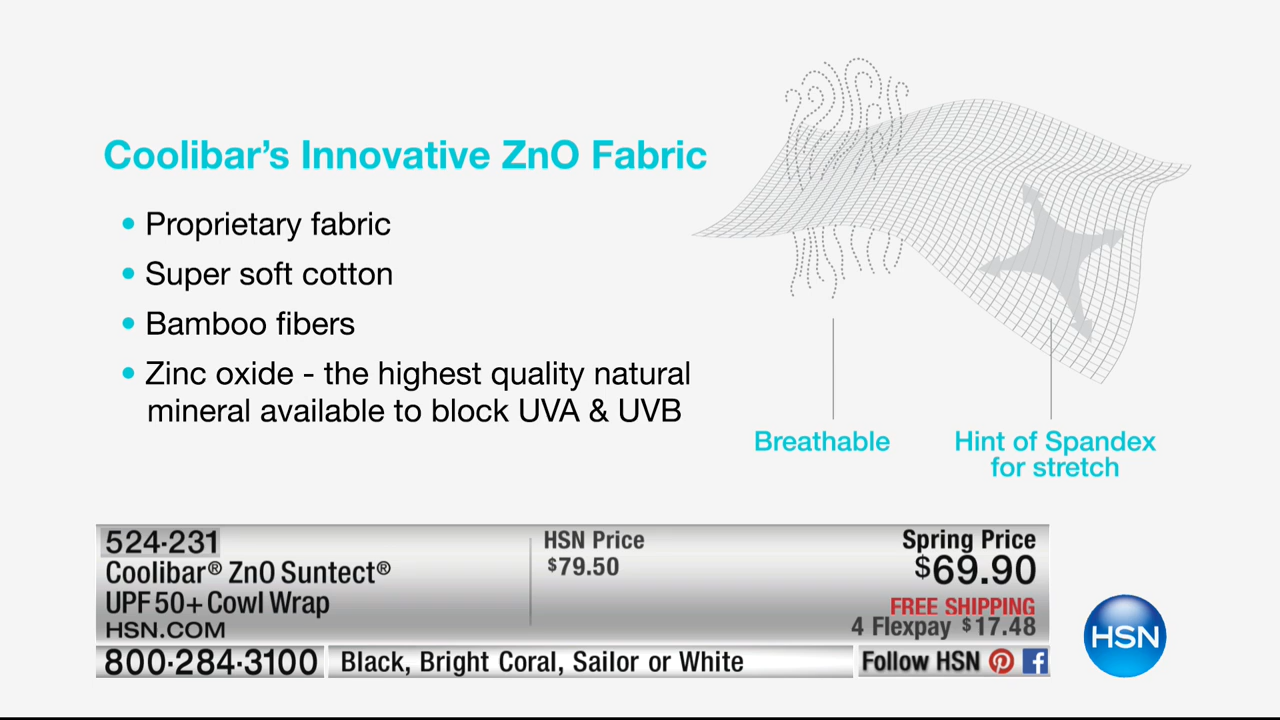 Coolibar's Innovative ZnO Fabric
• Proprietary fabric
• Super soft cotton
• Bamboo fibers
• Zinc oxide - the highest quality natural
mineral available to block UVA & UVB
Breathable
Hint of Spandex
for stretch
524-231
Coolibar® ZnO Suntect®
UPF 50+ Cowl Wrap
HSN.COM
HSN Price
$79.50
Spring Price
$69.90
FREE SHIPPING
4 Flexpay $17.48
HSN
800-284-3100
Black, Bright Coral, Sailor or White
Follow HSN